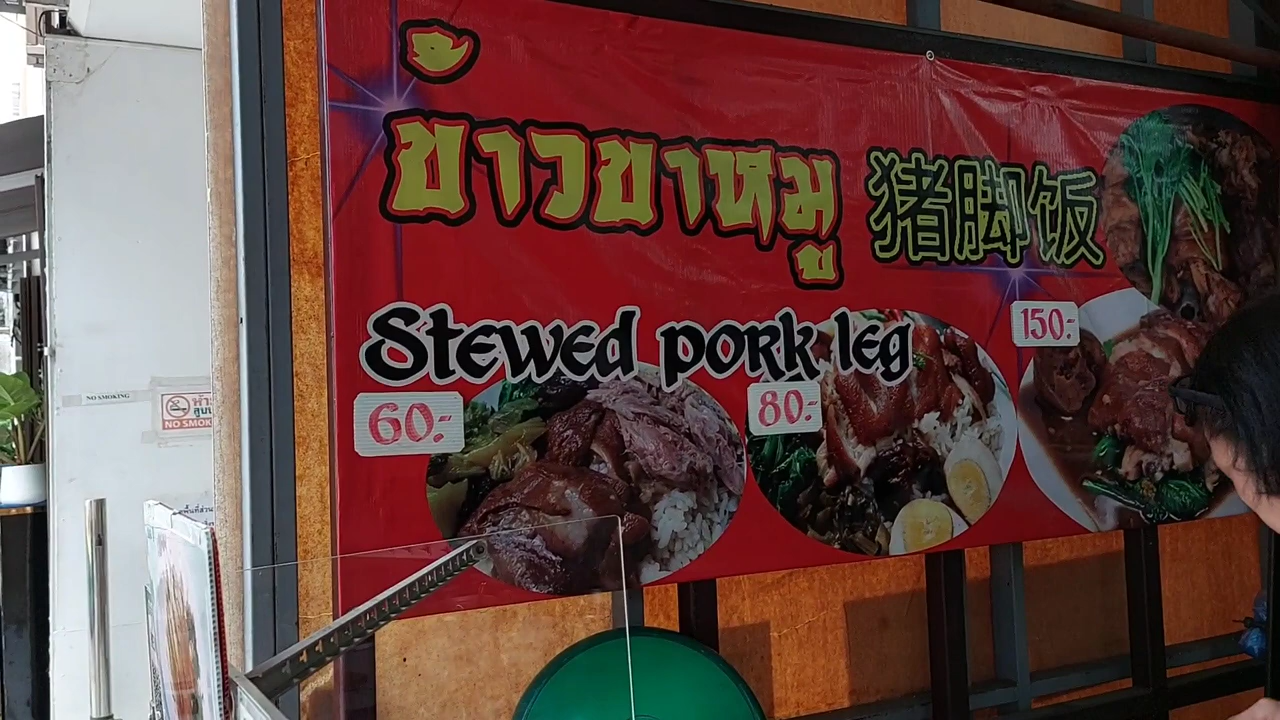 ข้าวขาหมู 猪脚饭
Stewed pork leg
60.-
80.-
150.-
NO SMOKING
NO SMOK